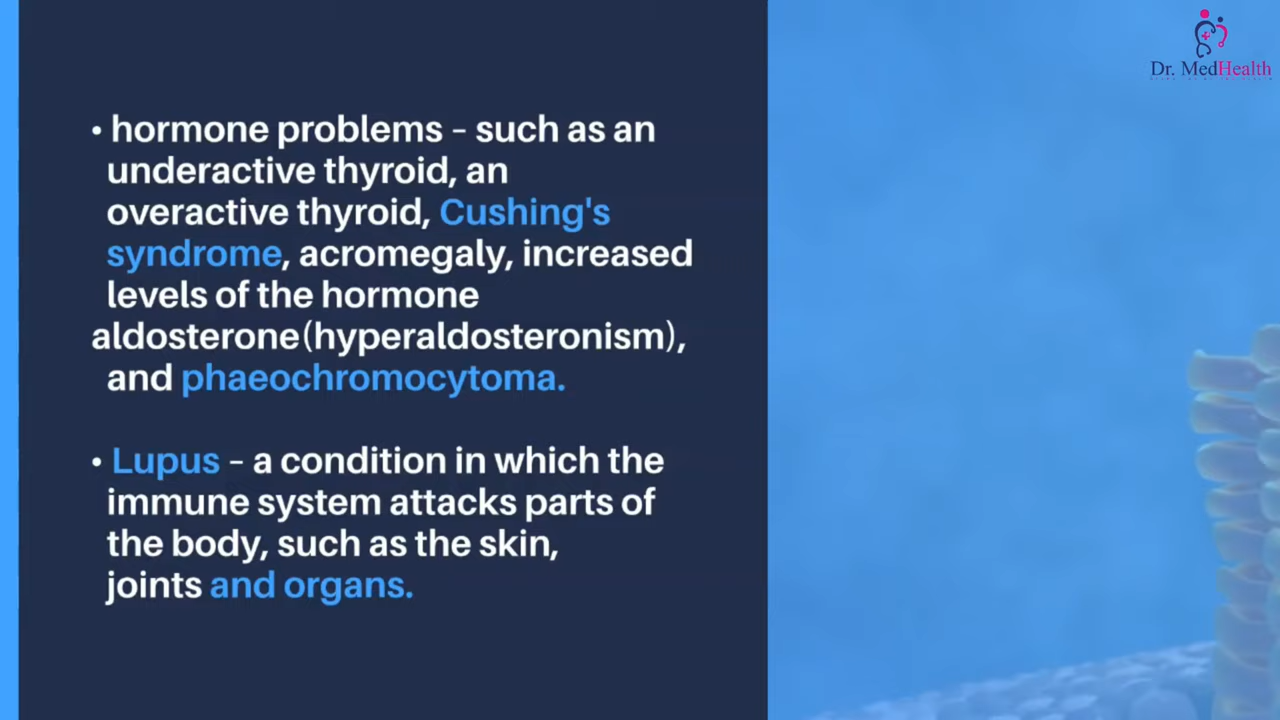 Dr. MedHealth
• hormone problems – such as an
underactive thyroid, an
overactive thyroid, Cushing's
syndrome, acromegaly, increased
levels of the hormone
aldosterone(hyperaldosteronism),
and phaeochromocytoma.
• Lupus – a condition in which the
immune system attacks parts of
the body, such as the skin,
joints and organs.